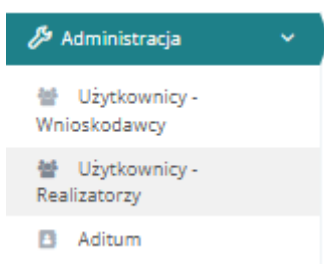 Administracja
Użytkownicy -
Wnioskodawcy
Użytkownicy -
Realizatorzy
Aditum